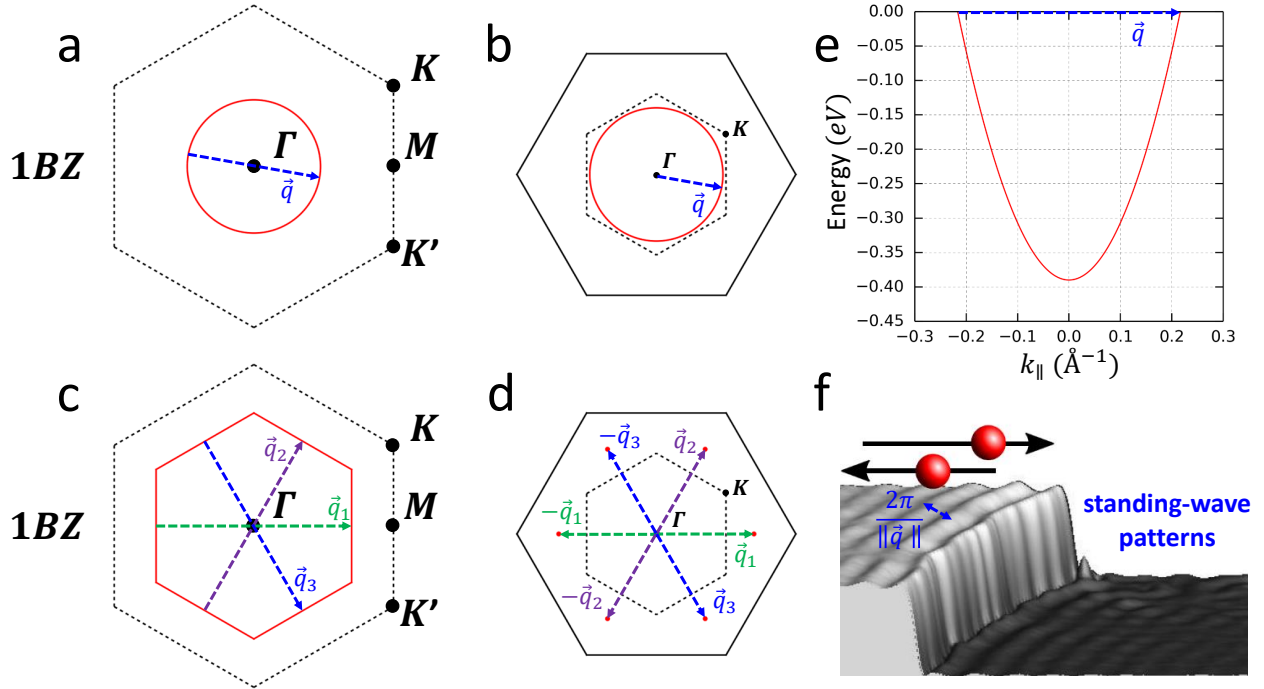 a
K
Γ
M
1BZ
q⃗
K'
b
K
Γ
q⃗
e
0.00
−0.05
−0.10
−0.15
−0.20
−0.25
−0.30
−0.35
−0.40
−0.45
Energy (eV)
q⃗
−0.3
−0.2
−0.1
0.0
0.1
0.2
0.3
k∥ (Å⁻¹)
c
K
q⃗₂
Γ
M
1BZ
q⃗₁
q⃗₃
K'
d
−q⃗₃
q⃗₂
K
−q⃗₁
Γ
q⃗₁
−q⃗₂
q⃗₃
f
2π
‖q⃗ ‖
standing-wave
patterns